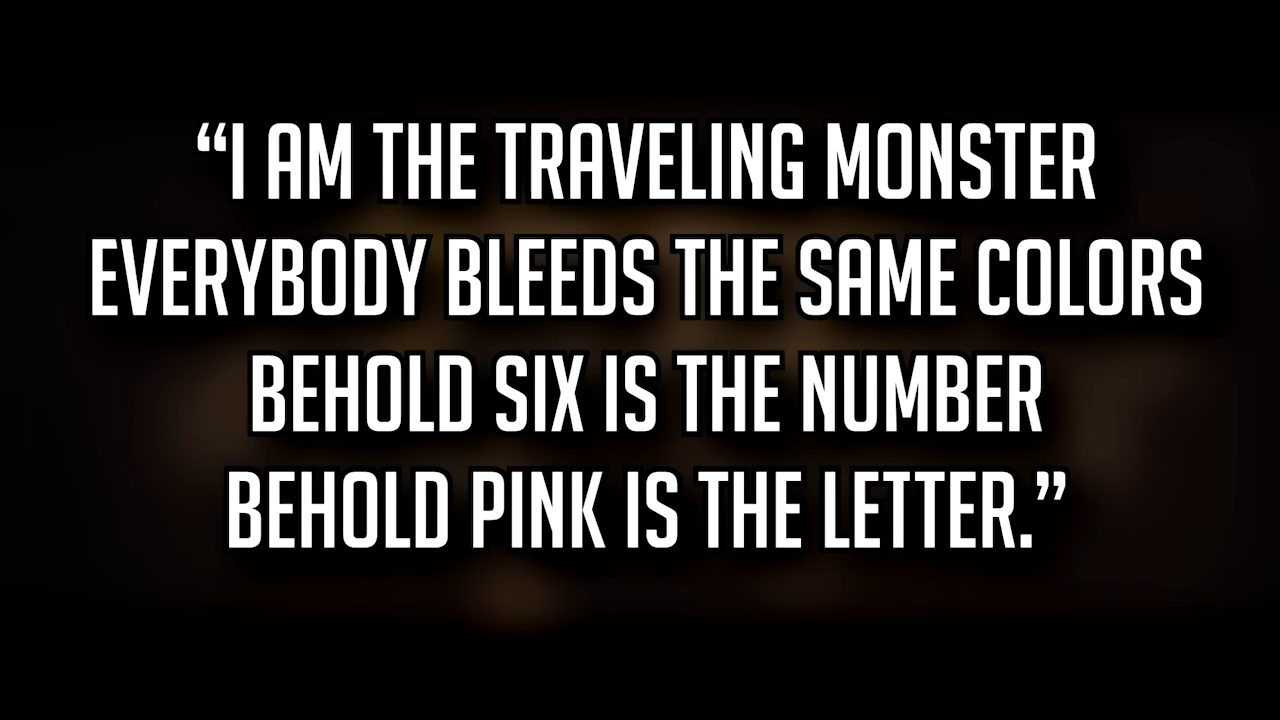 “I AM THE TRAVELING MONSTER
EVERYBODY BLEEDS THE SAME COLORS
BEHOLD SIX IS THE NUMBER
BEHOLD PINK IS THE LETTER.”